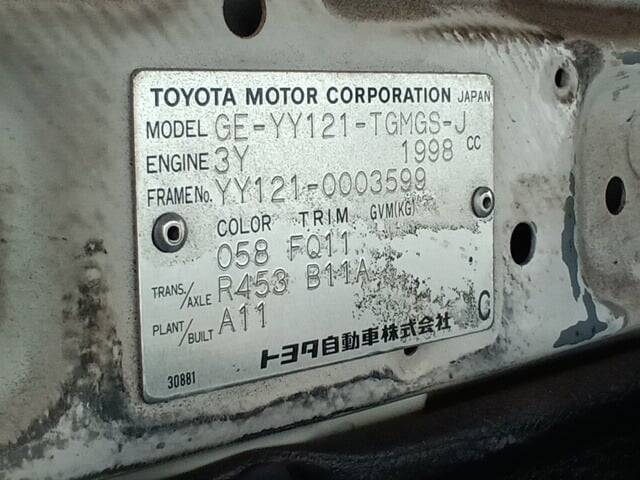 TOYOTA MOTOR CORPORATION JAPAN
MODEL GE-YY121-TGMGS-J
ENGINE 3Y 1998 CC
FRAME No. YY121-0003599
COLOR TRIM GVM(KG)
058 FQ11
TRANS./AXLE R453 B11A
PLANT/BUILT A11 C
トヨタ自動車株式会社
30881